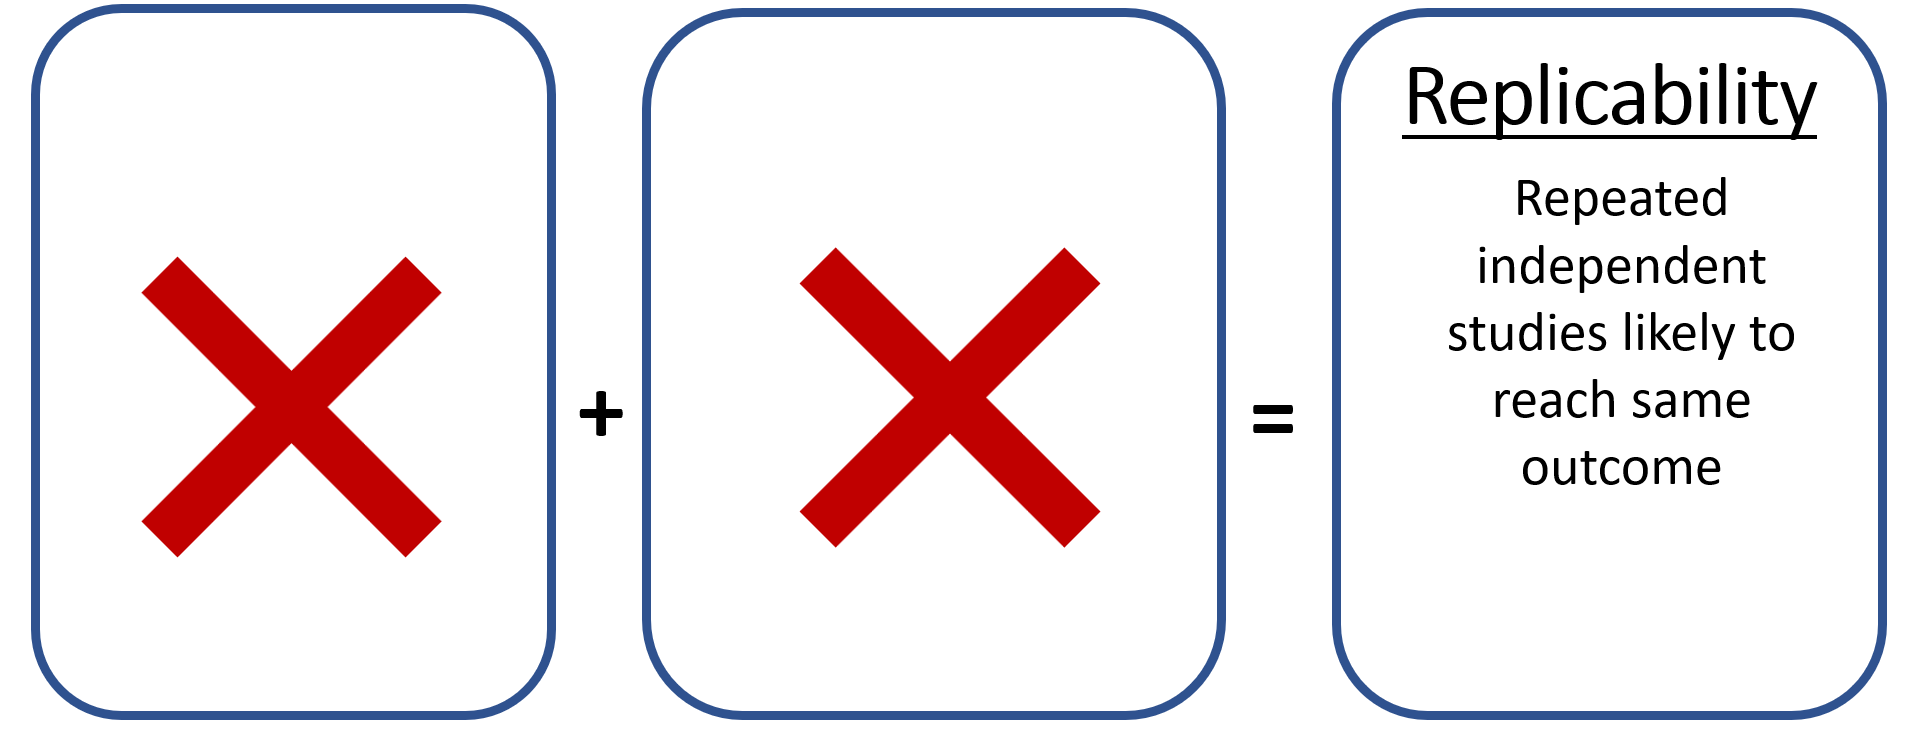 +
=
Replicability
Repeated
independent
studies likely to
reach same
outcome